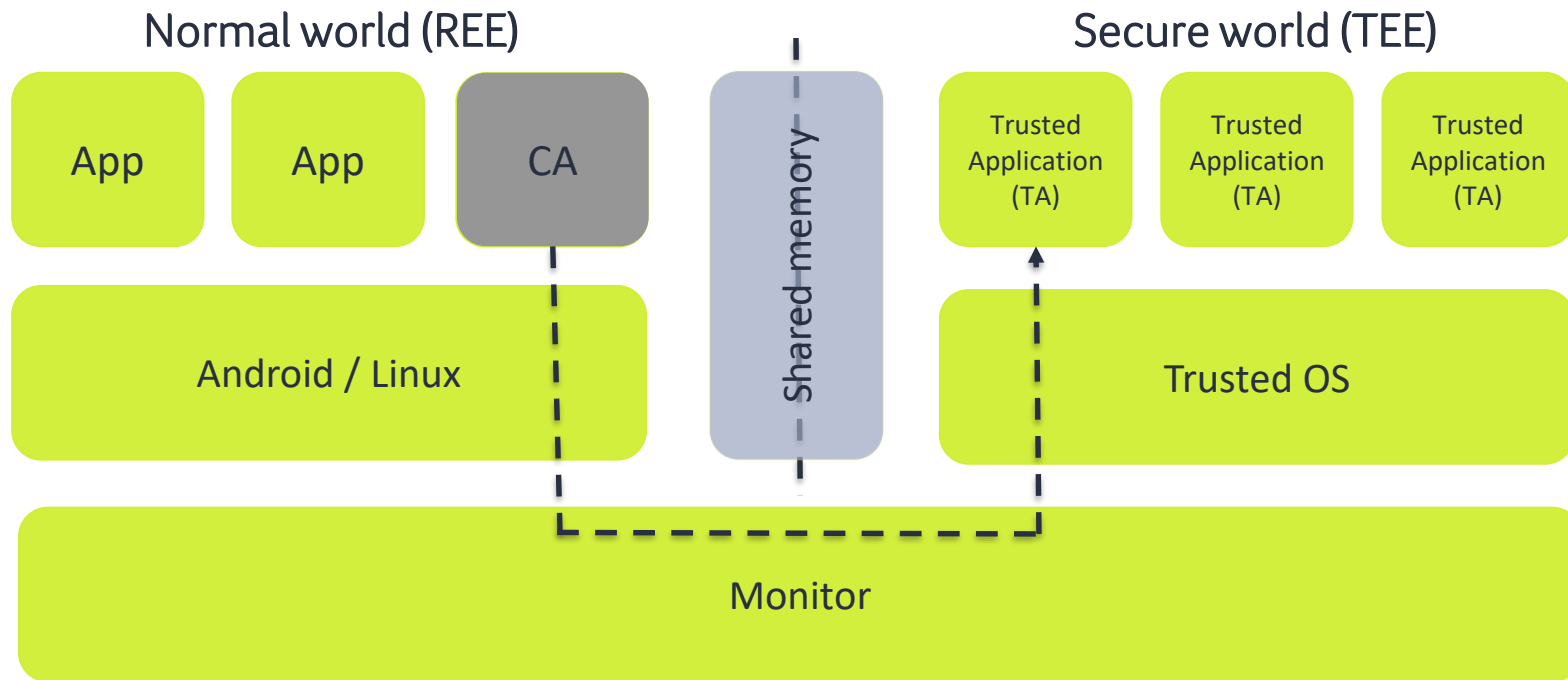 Normal world (REE)
Secure world (TEE)
App
App
CA
Shared memory
Trusted
Application
(TA)
Trusted
Application
(TA)
Trusted
Application
(TA)
Android / Linux
Trusted OS
Monitor